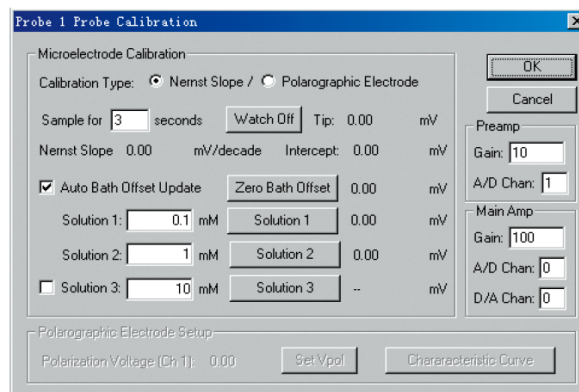 Probe 1 Probe Calibration
Microelectrode Calibration
Calibration Type: Nernst Slope / Polarographic Electrode
Sample for 3 seconds Watch Off Tip: 0.00 mV
Nernst Slope 0.00 mV/decade Intercept: 0.00 mV
Auto Bath Offset Update Zero Bath Offset 0.00 mV
Solution 1: 0.1 mM Solution 1 0.00 mV
Solution 2: 1 mM Solution 2 0.00 mV
Solution 3: 10 mM Solution 3 -- mV
Polarographic Electrode Setup
Polarization Voltage (Ch 1): 0.00 Set Vpol Chararacteristic Curve
OK
Cancel
Preamp
Gain: 10
A/D Chan: 1
Main Amp
Gain: 100
A/D Chan: 0
D/A Chan: 0